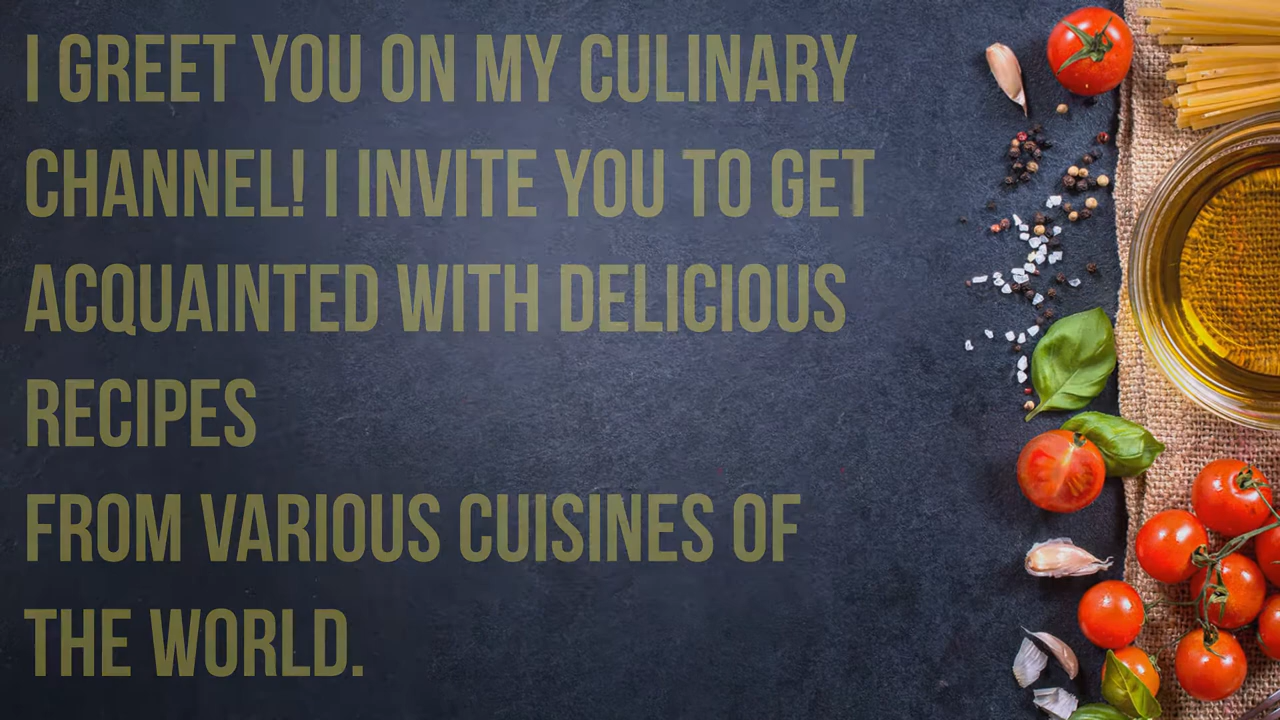 I GREET YOU ON MY CULINARY
CHANNEL! I INVITE YOU TO GET
ACQUAINTED WITH DELICIOUS
RECIPES
FROM VARIOUS CUISINES OF
THE WORLD.